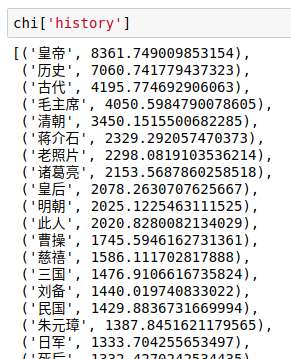 chi['history']
[('皇帝', 8361.749009853154),
('历史', 7060.741779437323),
('古代', 4195.774692906063),
('毛主席', 4050.5984790078605),
('清朝', 3450.1515500682285),
('蒋介石', 2329.292057470373),
('老照片', 2298.0819103536214),
('诸葛亮', 2153.5687860258518),
('皇后', 2078.2630707625667),
('明朝', 2025.1225463111525),
('此人', 2020.8280082134029),
('曹操', 1745.5946162731361),
('慈禧', 1586.111702817888),
('三国', 1476.9106616735824),
('刘备', 1440.019740833022),
('民国', 1429.8836731669994),
('朱元璋', 1387.8451621179565),
('日军', 1333.704255653497),